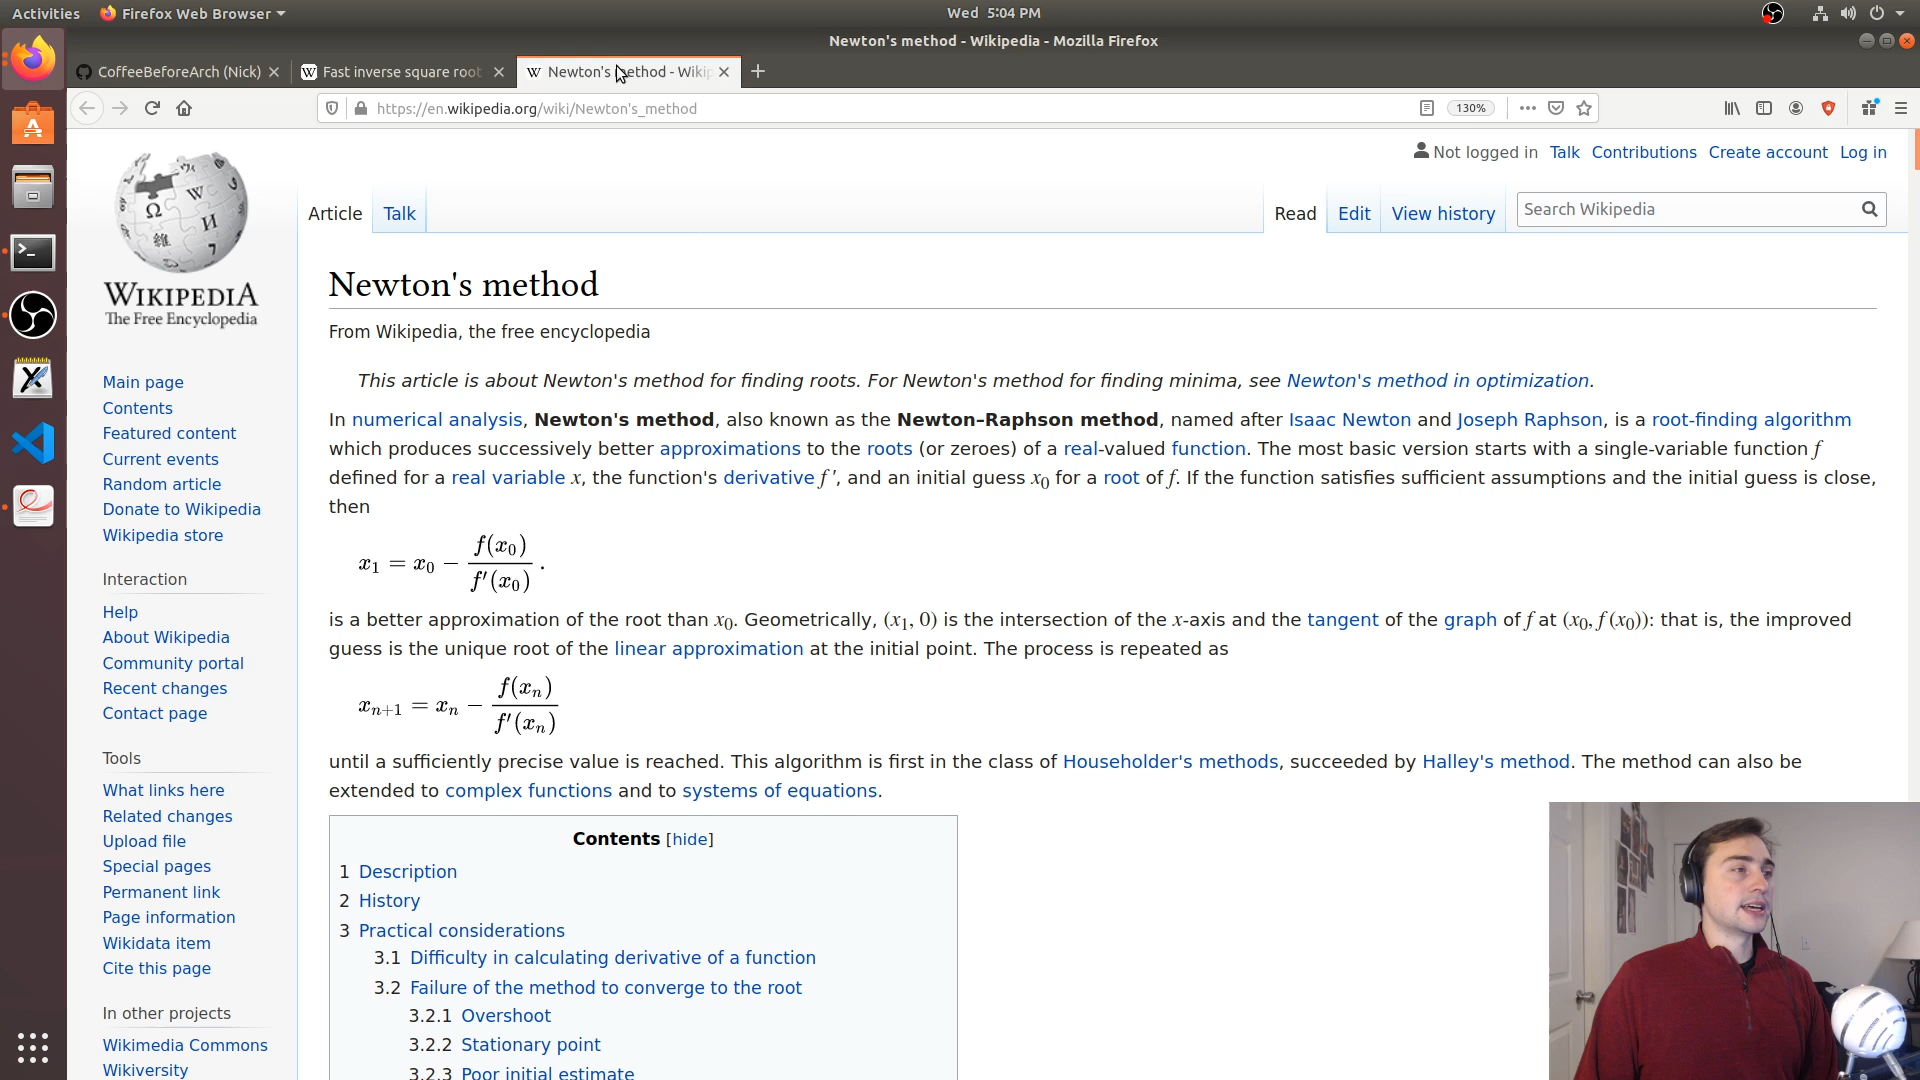 Activities Firefox Web Browser Wed 5:04 PM
Newton's method - Wikipedia - Mozilla Firefox
CoffeeBeforeArch (Nick) Fast inverse square root Newton's method - Wikip
https://en.wikipedia.org/wiki/Newton's_method 130%
Not logged in Talk Contributions Create account Log in
Article Talk Read Edit View history Search Wikipedia
WIKIPEDIA
The Free Encyclopedia
Main page
Contents
Featured content
Current events
Random article
Donate to Wikipedia
Wikipedia store
Interaction
Help
About Wikipedia
Community portal
Recent changes
Contact page
Tools
What links here
Related changes
Upload file
Special pages
Permanent link
Page information
Wikidata item
Cite this page
In other projects
Wikimedia Commons
Wikiversity
Newton's method
From Wikipedia, the free encyclopedia
This article is about Newton's method for finding roots. For Newton's method for finding minima, see Newton's method in optimization.
In numerical analysis, Newton's method, also known as the Newton–Raphson method, named after Isaac Newton and Joseph Raphson, is a root-finding algorithm
which produces successively better approximations to the roots (or zeroes) of a real-valued function. The most basic version starts with a single-variable function f
defined for a real variable x, the function's derivative f ′, and an initial guess x₀ for a root of f. If the function satisfies sufficient assumptions and the initial guess is close,
then
x₁ = x₀ − f(x₀) / f′(x₀) .
is a better approximation of the root than x₀. Geometrically, (x₁, 0) is the intersection of the x-axis and the tangent of the graph of f at (x₀, f (x₀)): that is, the improved
guess is the unique root of the linear approximation at the initial point. The process is repeated as
xₙ₊₁ = xₙ − f(xₙ) / f′(xₙ)
until a sufficiently precise value is reached. This algorithm is first in the class of Householder's methods, succeeded by Halley's method. The method can also be
extended to complex functions and to systems of equations.
Contents [hide]
1 Description
2 History
3 Practical considerations
3.1 Difficulty in calculating derivative of a function
3.2 Failure of the method to converge to the root
3.2.1 Overshoot
3.2.2 Stationary point
3.2.3 Poor initial estimate